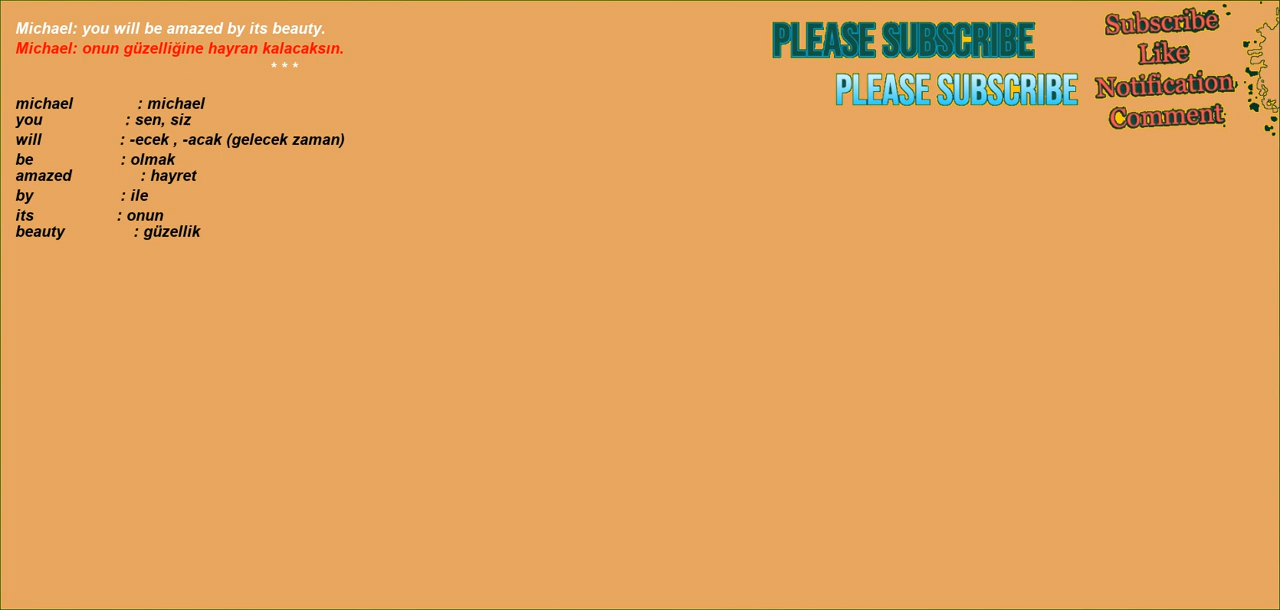 Michael: you will be amazed by its beauty.
Michael: onun güzelliğine hayran kalacaksın.
* * *
michael : michael
you : sen, siz
will : -ecek , -acak (gelecek zaman)
be : olmak
amazed : hayret
by : ile
its : onun
beauty : güzellik
PLEASE SUBSCRIBE
PLEASE SUBSCRIBE
Subscribe
Like
Notification
Comment